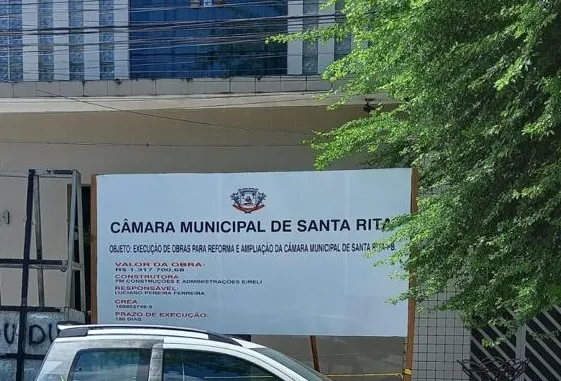 CÂMARA MUNICIPAL DE SANTA RITA
OBJETO: EXECUÇÃO DE OBRAS PARA REFORMA E AMPLIAÇÃO DA CÂMARA MUNICIPAL DE SANTA RITA-PB
VALOR DA OBRA:
R$ 1.317.700,68
CONSTRUTORA
FM CONSTRUÇÕES E ADMINISTRAÇÕES EIRELI
RESPONSÁVEL
LUCIANO PEREIRA FERREIRA
CREA:
PRAZO DE EXECUÇÃO:
180 DIAS